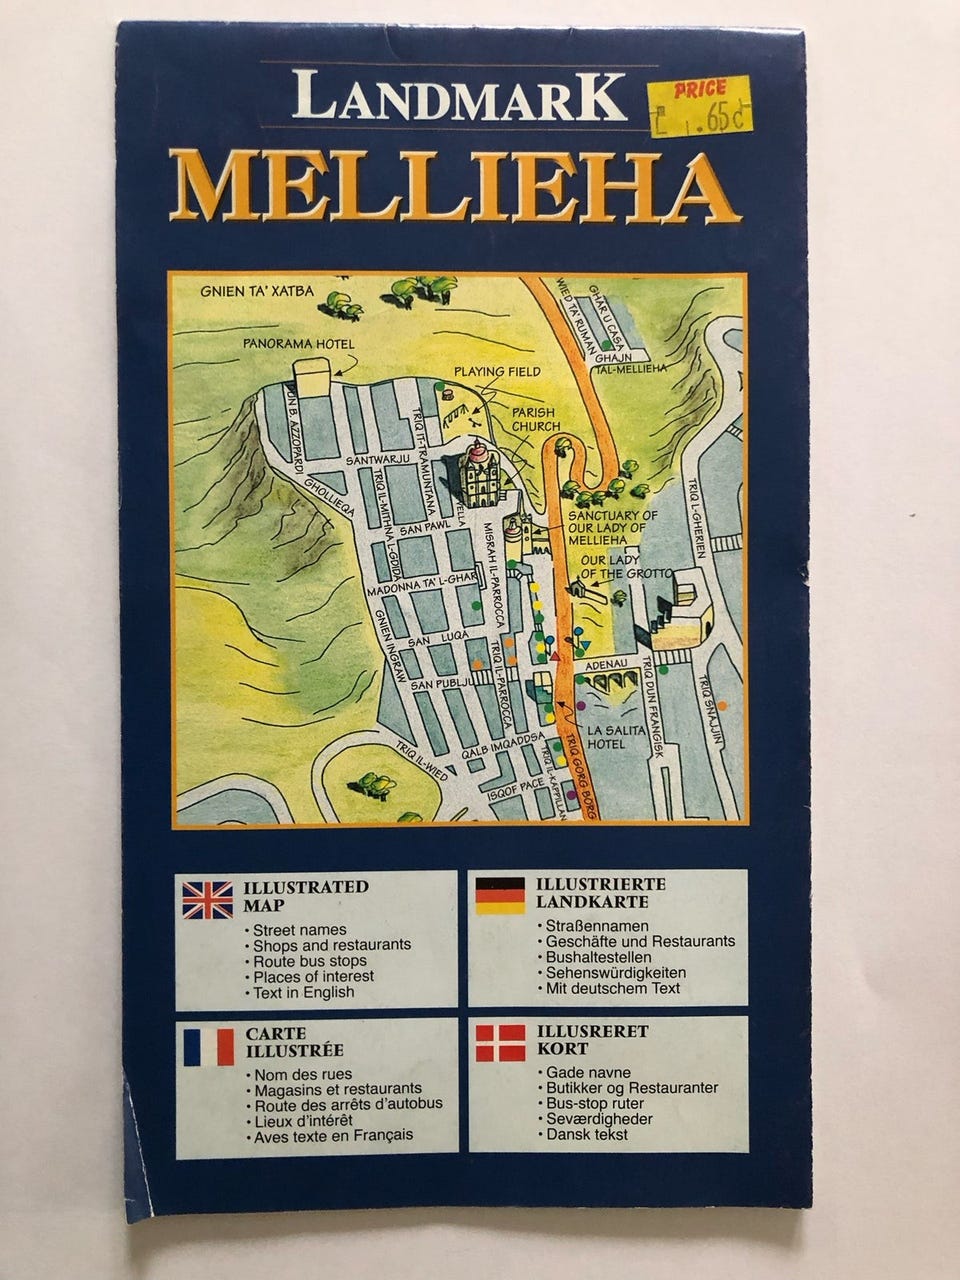 LANDMARK
PRICE
£ .65c
MELLIEHA
GNIEN TA' XATBA
PANORAMA HOTEL
PLAYING FIELD
PARISH
CHURCH
WIED TA' RUMAN
GHAR U CASA
GHAJN
TAL-MELLIEHA
DUN B. AZZOPARDI
SANTWARJU
TRIQ IT-TRAMUNTANA
GHOLLIEQA
TRIQ IL-MITHNA L-GDIDA
SAN PAWL
VELLA
MISRAH IL-PARROCCA
SANCTUARY OF
OUR LADY OF
MELLIEHA
TRIQ L-GHERIEN
OUR LADY
OF THE GROTTO
MADONNA TA' L-GHAR
GNIEN INGRAW
SAN LUQA
TRIQ IL-PARROCCA
SAN PUBLJU
ADENAU
TRIQ DUN FRANGISK
TRIQ SNAJJIN
LA SALITA
HOTEL
QALB IMQADDSA
TRIQ IL-WIED
ISQOF PACE
TRIQ IL-KAPPILLAN
TRIQ GORG BORG
ILLUSTRATED
MAP
• Street names
• Shops and restaurants
• Route bus stops
• Places of interest
• Text in English
ILLUSTRIERTE
LANDKARTE
• Straßennamen
• Geschäfte und Restaurants
• Bushaltestellen
• Sehenswürdigkeiten
• Mit deutschem Text
CARTE
ILLUSTRÉE
• Nom des rues
• Magasins et restaurants
• Route des arrêts d'autobus
• Lieux d'intérêt
• Aves texte en Français
ILLUSRERET
KORT
• Gade navne
• Butikker og Restauranter
• Bus-stop ruter
• Seværdigheder
• Dansk tekst